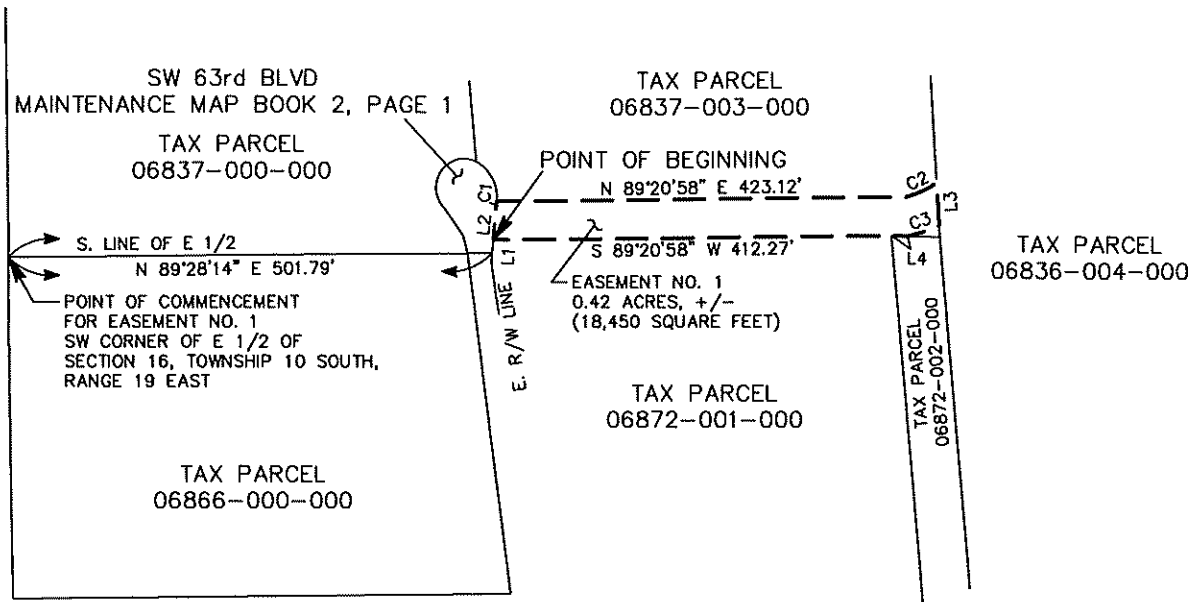 SW 63rd BLVD
MAINTENANCE MAP BOOK 2, PAGE 1
TAX PARCEL
06837-000-000
TAX PARCEL
06837-003-000
POINT OF BEGINNING
C1
N 89°20'58" E 423.12'
C2
L3
L2
S. LINE OF E 1/2
N 89°28'14" E 501.79'
L1
S 89°20'58" W 412.27'
C3
L4
TAX PARCEL
06836-004-000
POINT OF COMMENCEMENT
FOR EASEMENT NO. 1
SW CORNER OF E 1/2 OF
SECTION 16, TOWNSHIP 10 SOUTH,
RANGE 19 EAST
EASEMENT NO. 1
0.42 ACRES, +/-
(18,450 SQUARE FEET)
E. R/W LINE
TAX PARCEL
06872-001-000
TAX PARCEL
06872-002-000
TAX PARCEL
06866-000-000